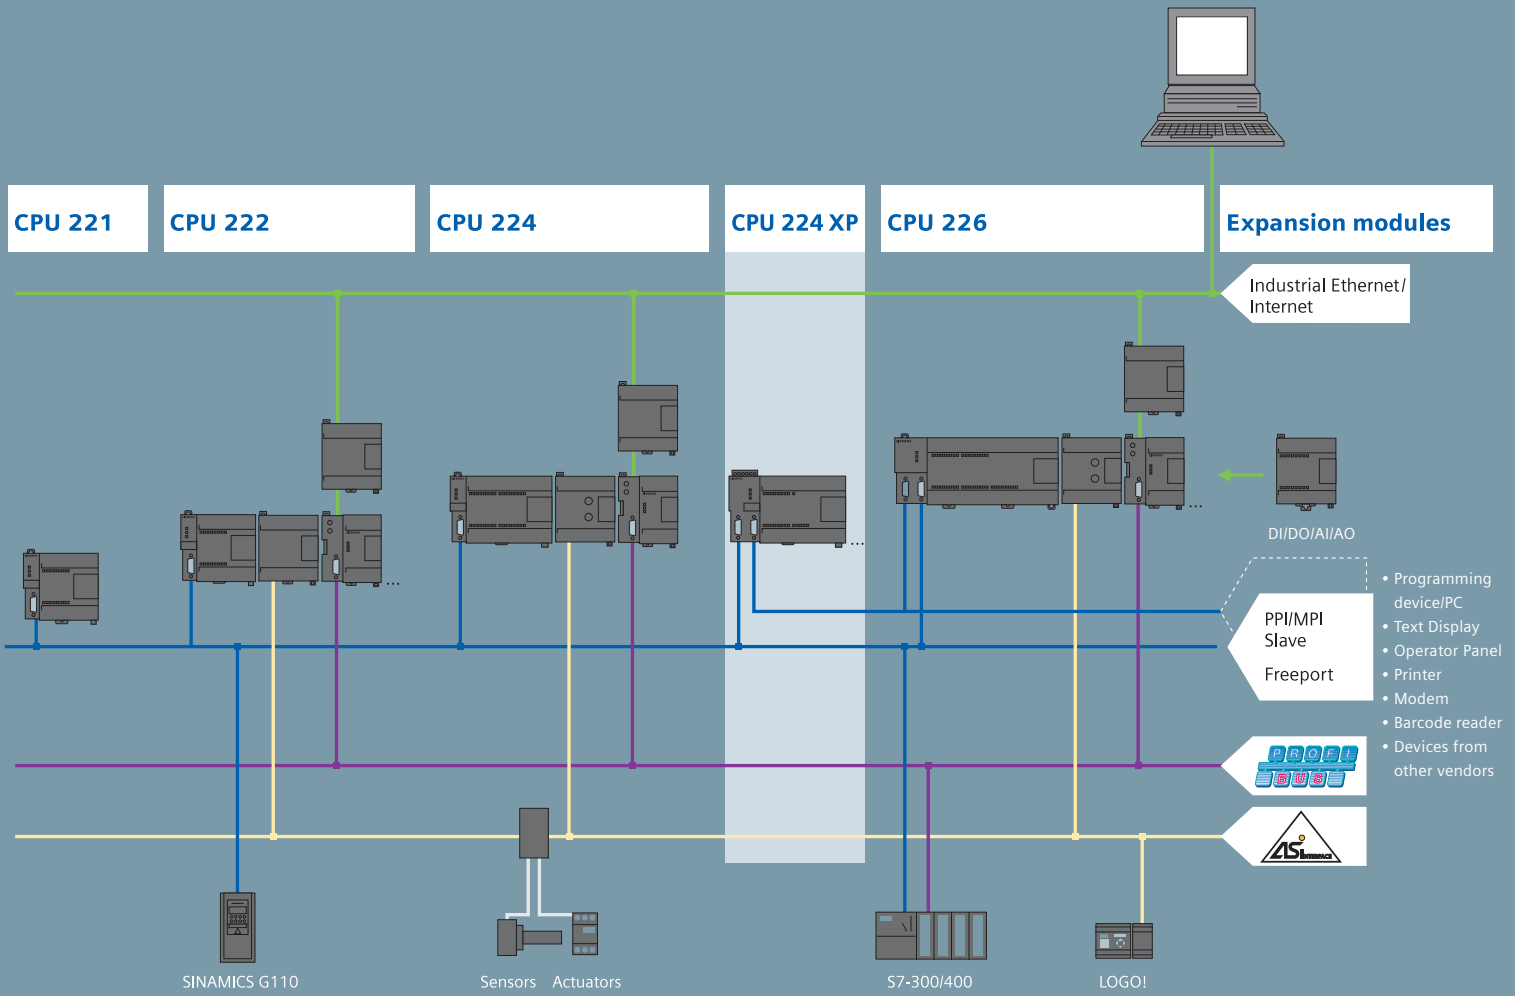 CPU 221
CPU 222
CPU 224
CPU 224 XP
CPU 226
Expansion modules
Industrial Ethernet/
Internet
DI/DO/AI/AO
PPI/MPI
Slave
Freeport
• Programming
device/PC
• Text Display
• Operator Panel
• Printer
• Modem
• Barcode reader
• Devices from
other vendors
PROFI
BUS
ASi
INTERFACE
SINAMICS G110
Sensors
Actuators
S7-300/400
LOGO!